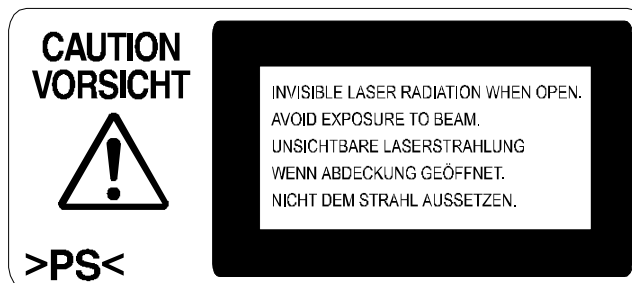 CAUTION
VORSICHT
>PS<
INVISIBLE LASER RADIATION WHEN OPEN.
AVOID EXPOSURE TO BEAM.
UNSICHTBARE LASERSTRAHLUNG
WENN ABDECKUNG GEÖFFNET.
NICHT DEM STRAHL AUSSETZEN.